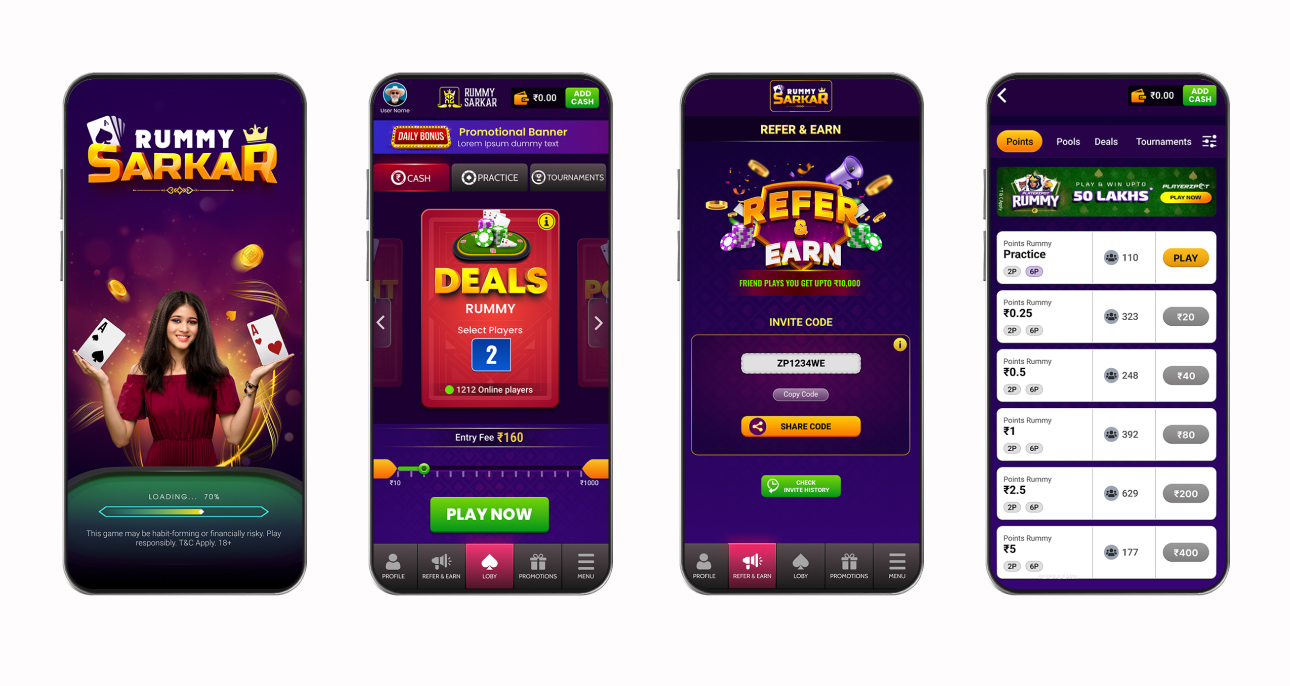 RUMMY
SARKAR
LOADING... 70%
This game may be habit-forming or financially risky. Play
responsibly. T&C Apply. 18+
User Name
RUMMY
SARKAR
₹0.00
ADD
CASH
DAILY BONUS
Promotional Banner
Lorem Ipsum dummy text
CASH
PRACTICE
TOURNAMENTS
DEALS
RUMMY
Select Players
2
1212 Online players
Entry Fee ₹160
₹10
₹1000
PLAY NOW
PROFILE
REFER & EARN
LOBY
PROMOTIONS
MENU
RUMMY
SARKAR
REFER & EARN
REFER
&
EARN
FRIEND PLAYS YOU GET UPTO ₹10,000
INVITE CODE
ZP1234WE
Copy Code
SHARE CODE
CHECK
INVITE HISTORY
PROFILE
REFER & EARN
LOBY
PROMOTIONS
MENU
₹0.00
ADD
CASH
Points
Pools
Deals
Tournaments
PLAYERZPOT
RUMMY
PLAY & WIN UPTO
50 LAKHS*
PLAYERZPOT
PLAY NOW
Points Rummy
Practice
2P 6P
110
PLAY
Points Rummy
₹0.25
2P 6P
323
₹20
Points Rummy
₹0.5
2P 6P
248
₹40
Points Rummy
₹1
2P 6P
392
₹80
Points Rummy
₹2.5
2P 6P
629
₹200
Points Rummy
₹5
2P 6P
177
₹400